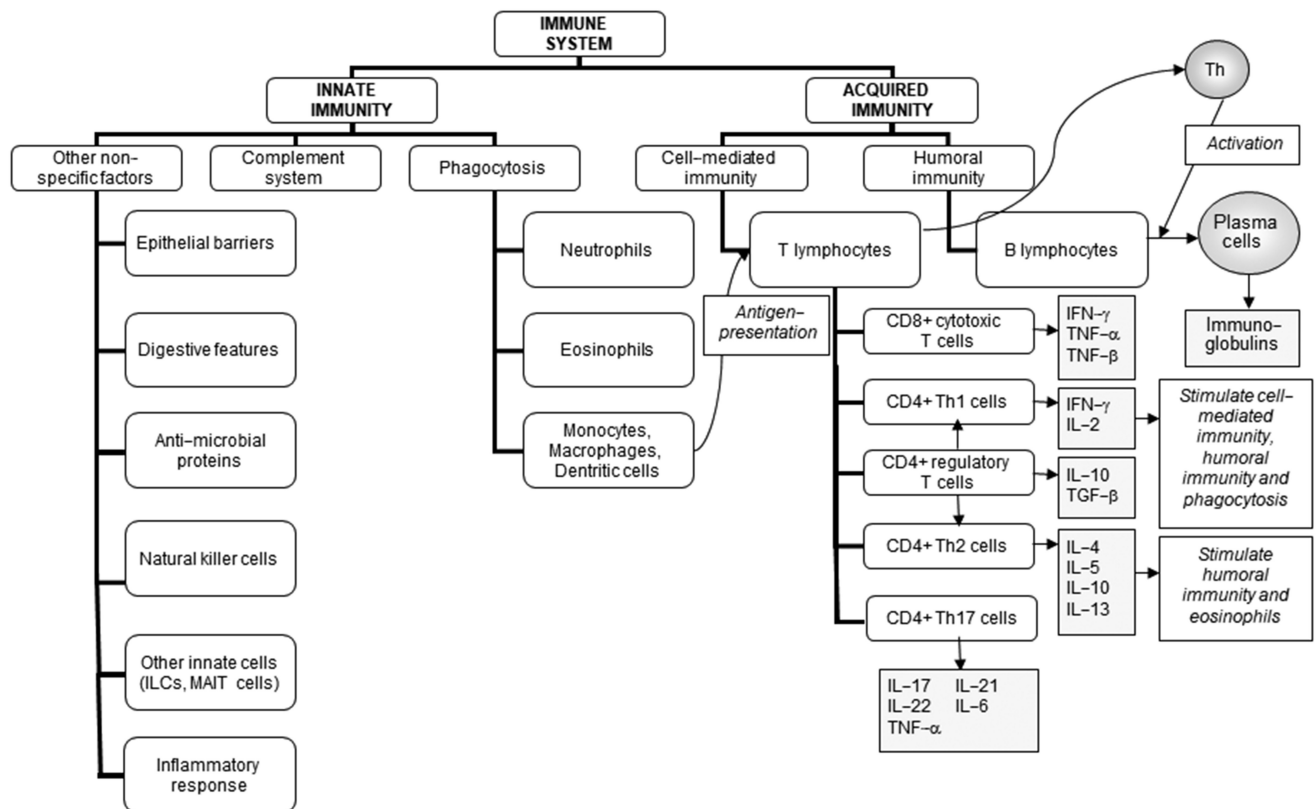 IMMUNE
SYSTEM
INNATE
IMMUNITY
ACQUIRED
IMMUNITY
Th
Activation
Other non–
specific factors
Complement
system
Phagocytosis
Cell–mediated
immunity
Humoral
immunity
Epithelial barriers
Digestive features
Anti–microbial
proteins
Natural killer cells
Other innate cells
(ILCs, MAIT cells)
Inflammatory
response
Neutrophils
Eosinophils
Monocytes,
Macrophages,
Dentritic cells
Antigen–
presentation
T lymphocytes
B lymphocytes
Plasma
cells
Immuno–
globulins
CD8+ cytotoxic
T cells
IFN–γ
TNF–α
TNF–β
CD4+ Th1 cells
IFN–γ
IL–2
Stimulate cell–
mediated
immunity,
humoral
immunity and
phagocytosis
CD4+ regulatory
T cells
IL–10
TGF–β
CD4+ Th2 cells
IL–4
IL–5
IL–10
IL–13
Stimulate
humoral
immunity and
eosinophils
CD4+ Th17 cells
IL–17 IL–21
IL–22 IL–6
TNF–α